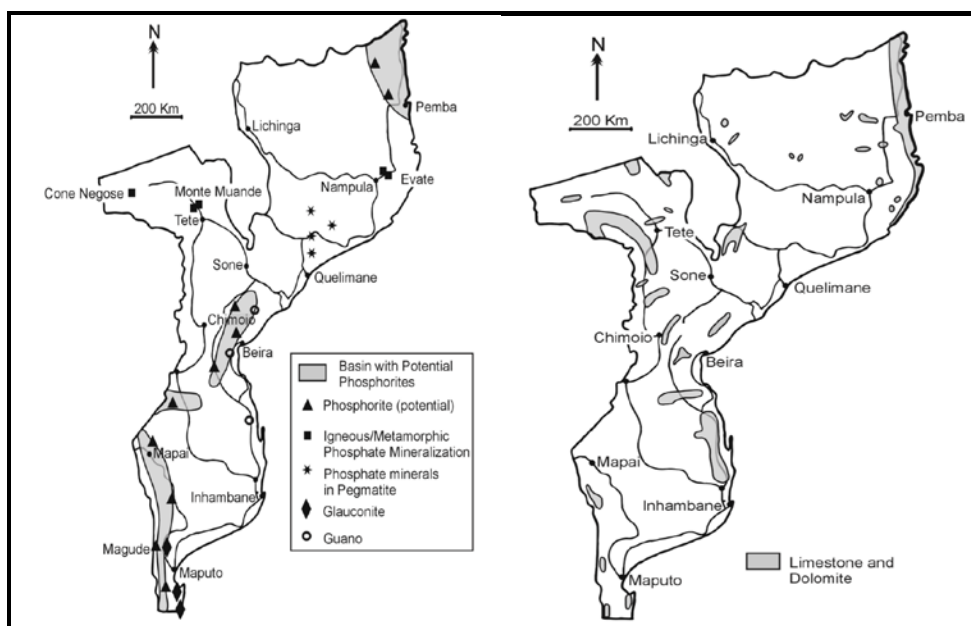 N
200 Km
Pemba
Lichinga
Nampula
Evate
Cone Negose
Monte Muande
Tete
Sone
Quelimane
Chimoio
Beira
Mapai
Inhambane
Magude
Maputo
Basin with Potential
Phosphorites
Phosphorite (potential)
Igneous/Metamorphic
Phosphate Mineralization
Phosphate minerals
in Pegmatite
Glauconite
Guano
N
200 Km
Pemba
Lichinga
Nampula
Tete
Sone
Quelimane
Chimoio
Beira
Mapai
Inhambane
Maputo
Limestone and
Dolomite